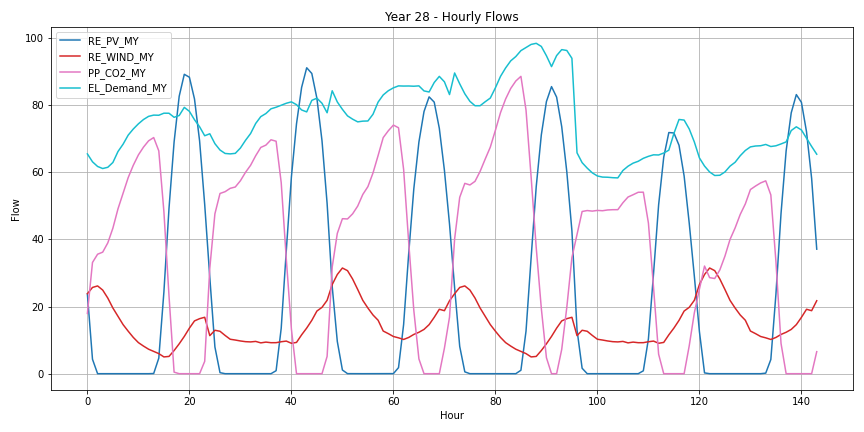 Year 28 - Hourly Flows
RE_PV_MY
RE_WIND_MY
PP_CO2_MY
EL_Demand_MY
100
80
60
40
20
0
Flow
0 20 40 60 80 100 120 140
Hour